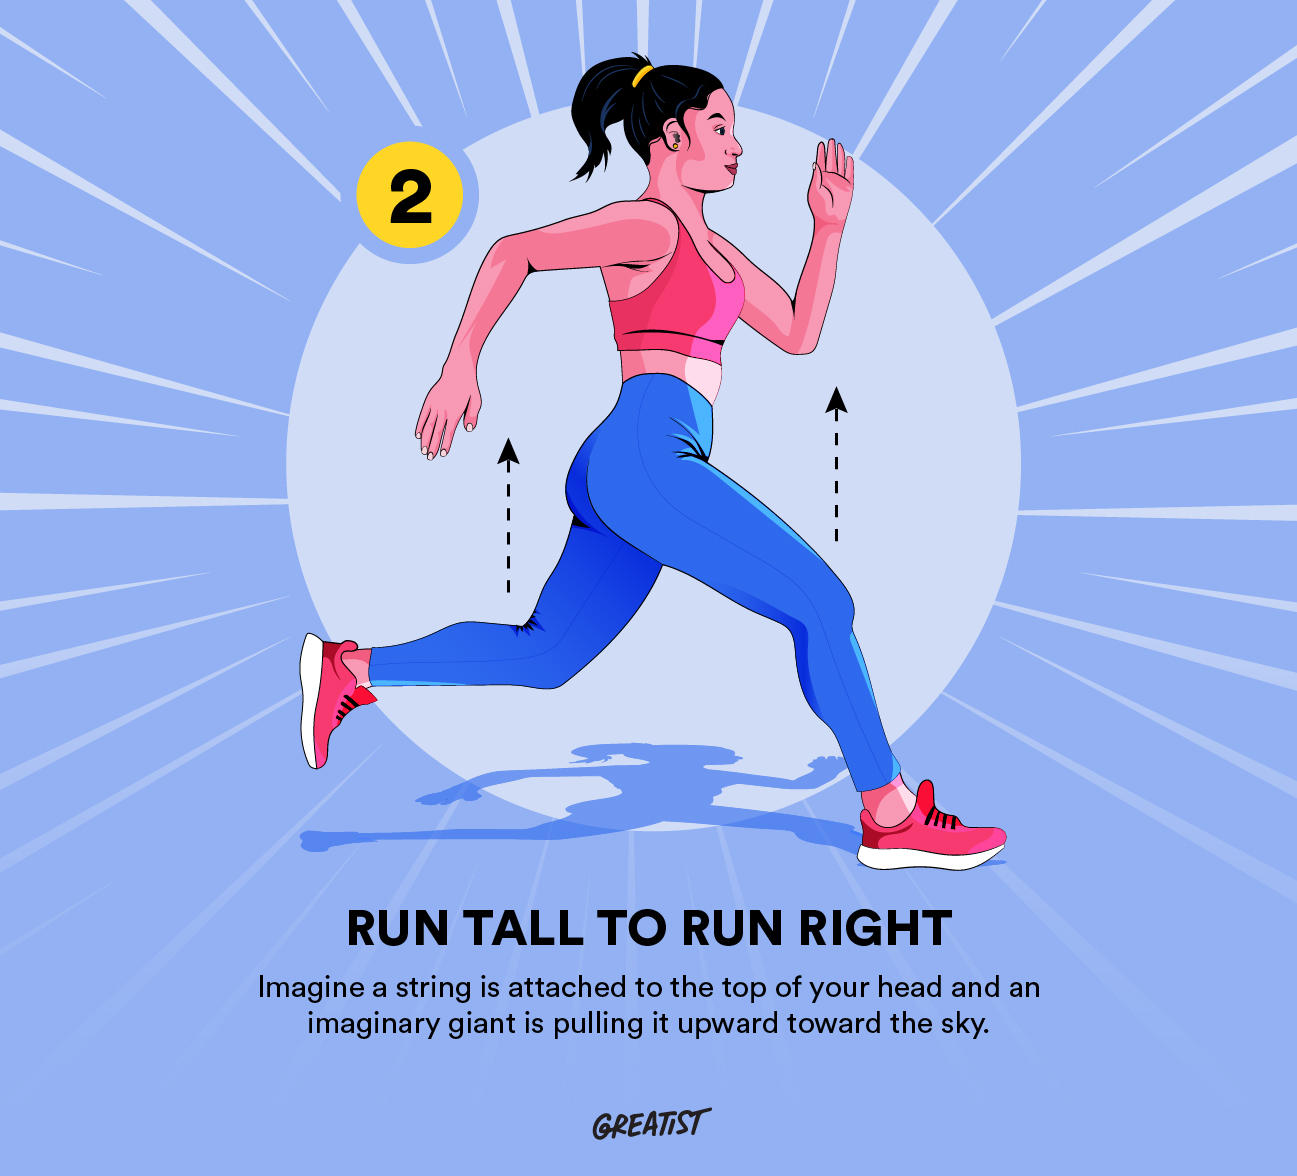 2
RUN TALL TO RUN RIGHT
Imagine a string is attached to the top of your head and an
imaginary giant is pulling it upward toward the sky.
GREATIST